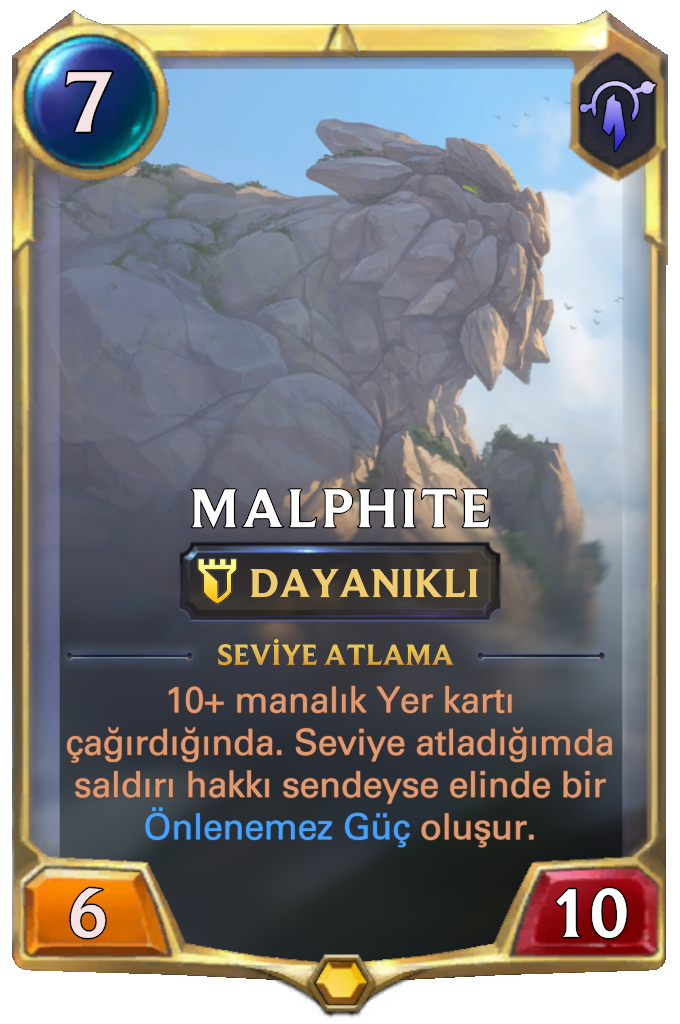 7
MALPHITE
DAYANIKLI
SEVİYE ATLAMA
10+ manalık Yer kartı
çağırdığında. Seviye atladığımda
saldırı hakkı sendeyse elinde bir
Önlenemez Güç oluşur.
6
10